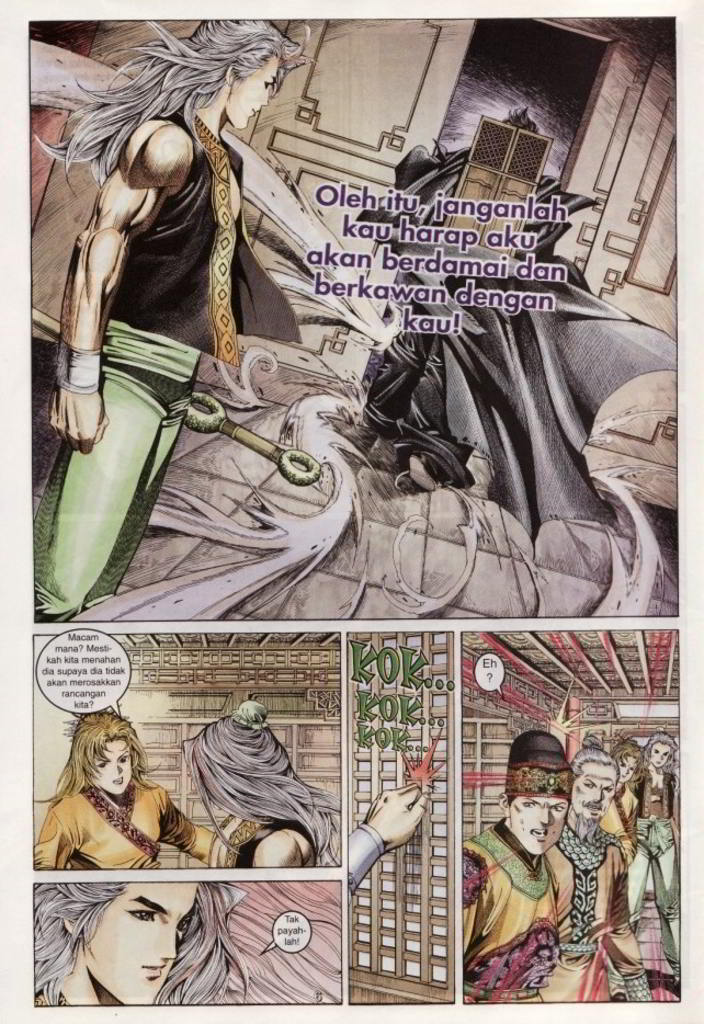 Oleh itu, janganlah
kau harap aku
akan berdamai dan
berkawan dengan
kau!
Macam
mana? Mesti-
kah kita menahan
dia supaya dia tidak
akan merosakkan
rancangan
kita?
Tak
payah-
lah!
KOK...
KOK...
KOK...
Eh
?
6